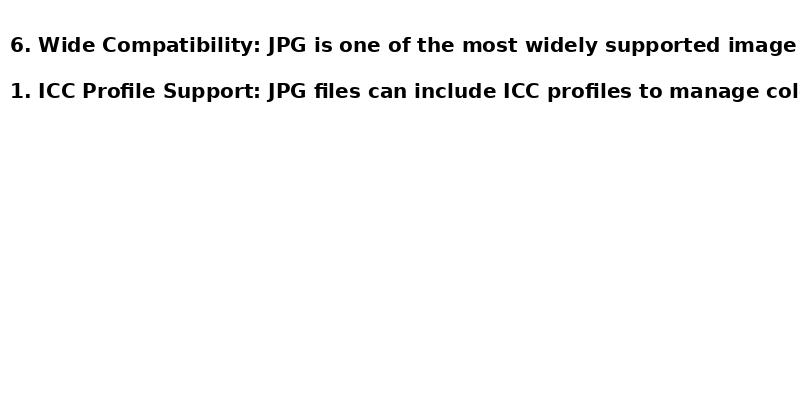 6. Wide Compatibility: JPG is one of the most widely supported image
1. ICC Profile Support: JPG files can include ICC profiles to manage